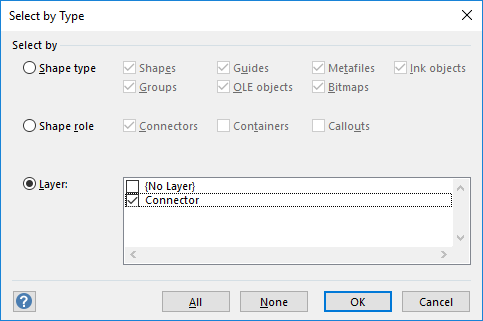 Select by Type
Select by
Shape type Shapes Guides Metafiles Ink objects
Groups OLE objects Bitmaps
Shape role Connectors Containers Callouts
Layer: {No Layer}
Connector
? All None OK Cancel